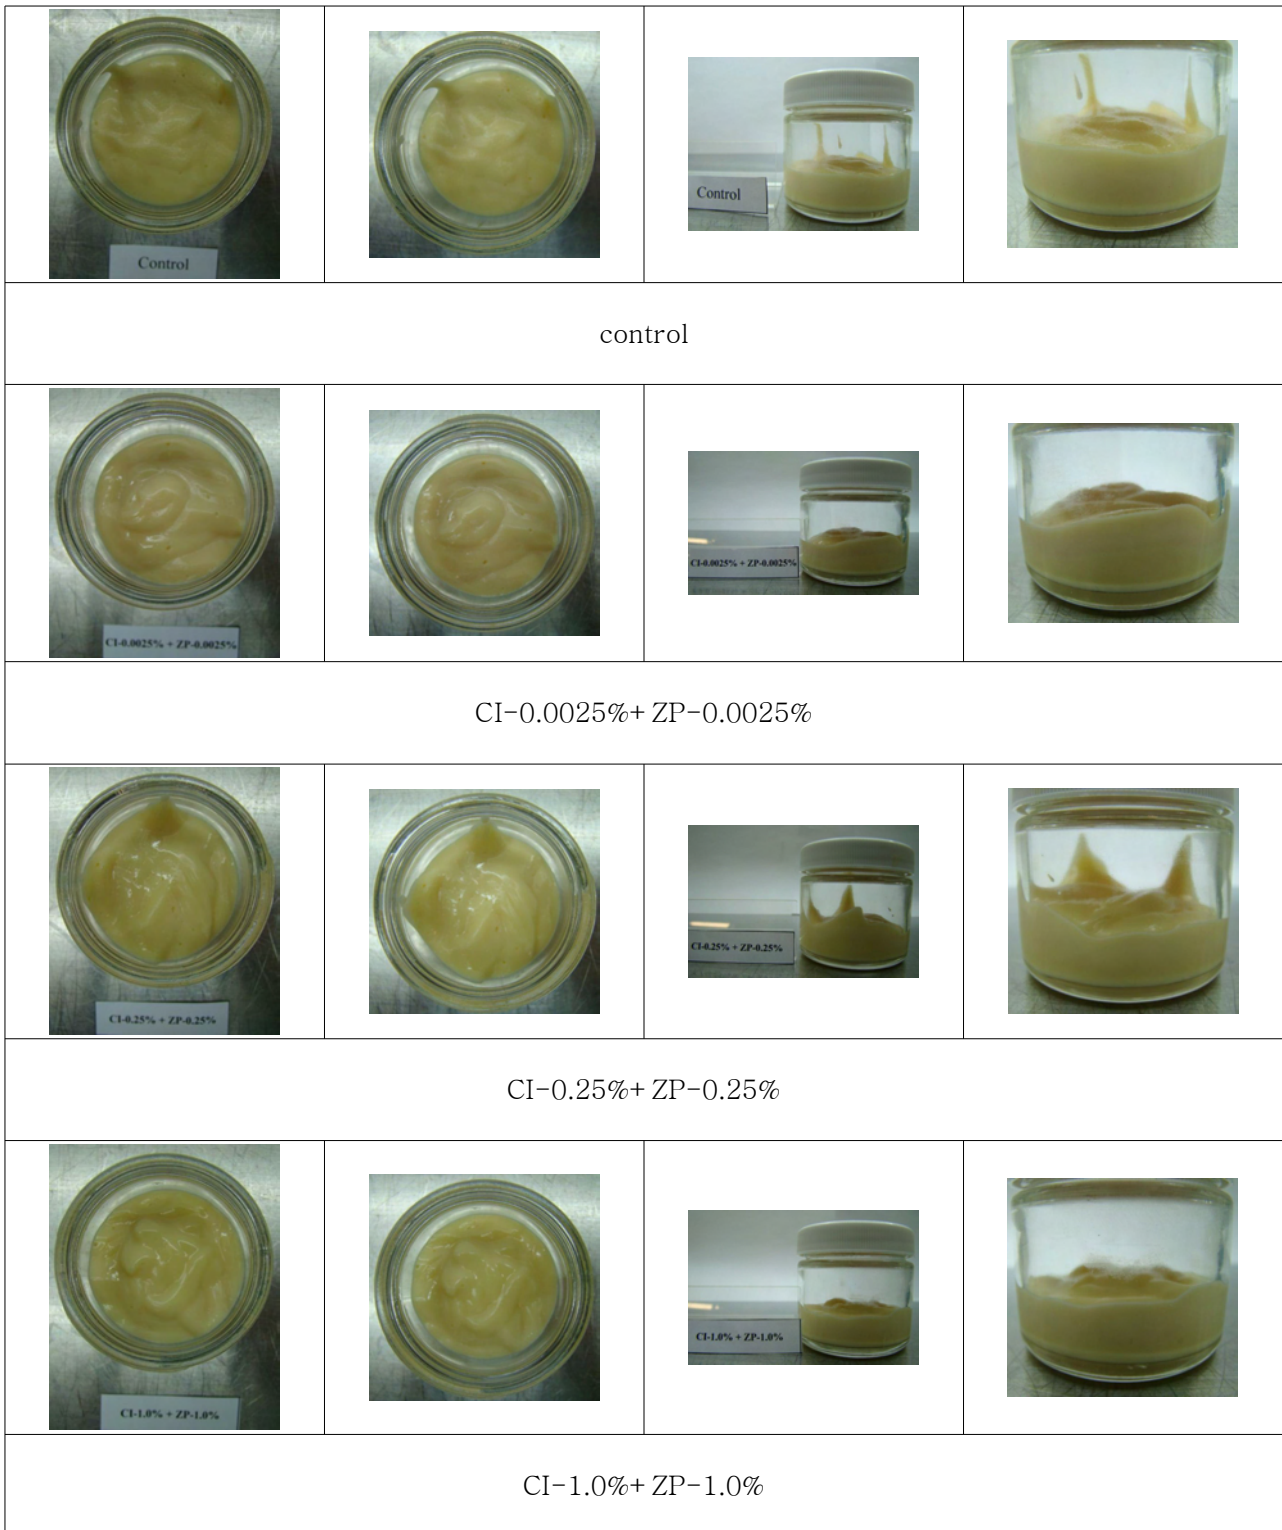 Control
Control
control
CI-0.0025% + ZP-0.0025%
CI-0.0025% + ZP-0.0025%
CI-0.0025%+ ZP-0.0025%
CI-0.25% + ZP-0.25%
CI-0.25% + ZP-0.25%
CI-0.25%+ ZP-0.25%
CI-1.0% + ZP-1.0%
CI-1.0% + ZP-1.0%
CI-1.0%+ ZP-1.0%